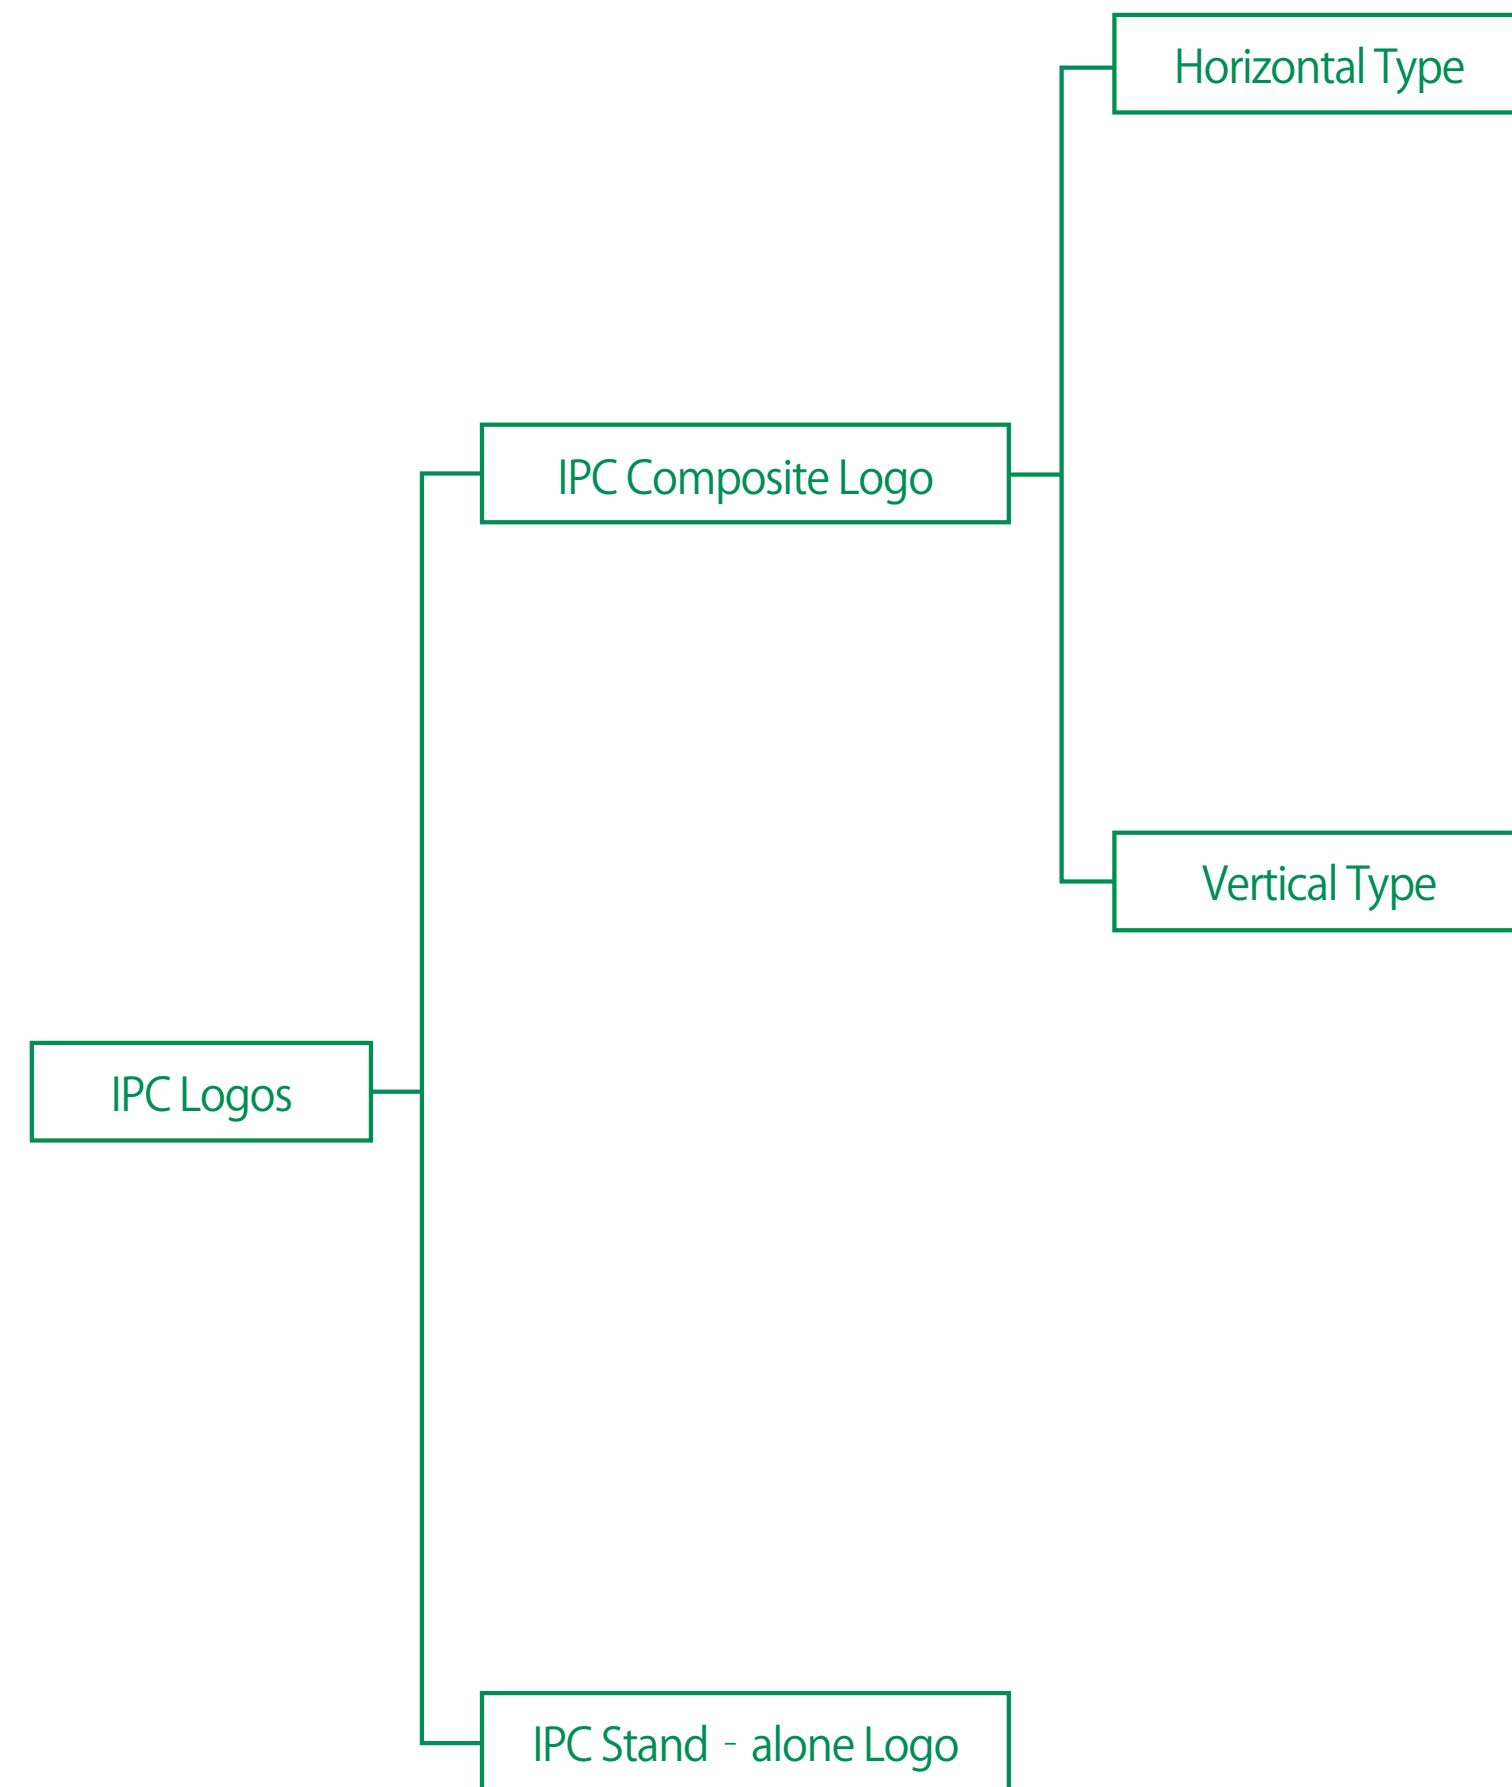 Horizontal Type
IPC Composite Logo
Vertical Type
IPC Logos
IPC Stand - alone Logo